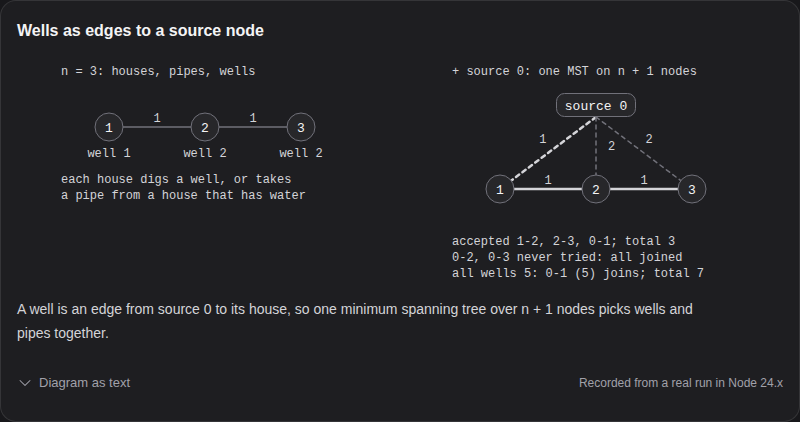 Wells as edges to a source node
n = 3: houses, pipes, wells
1 1
1 2 3
well 1 well 2 well 2
each house digs a well, or takes
a pipe from a house that has water
+ source 0: one MST on n + 1 nodes
source 0
1 2 2
1 1
1 2 3
accepted 1-2, 2-3, 0-1; total 3
0-2, 0-3 never tried: all joined
all wells 5: 0-1 (5) joins; total 7
A well is an edge from source 0 to its house, so one minimum spanning tree over n + 1 nodes picks wells and
pipes together.
Diagram as text
Recorded from a real run in Node 24.x